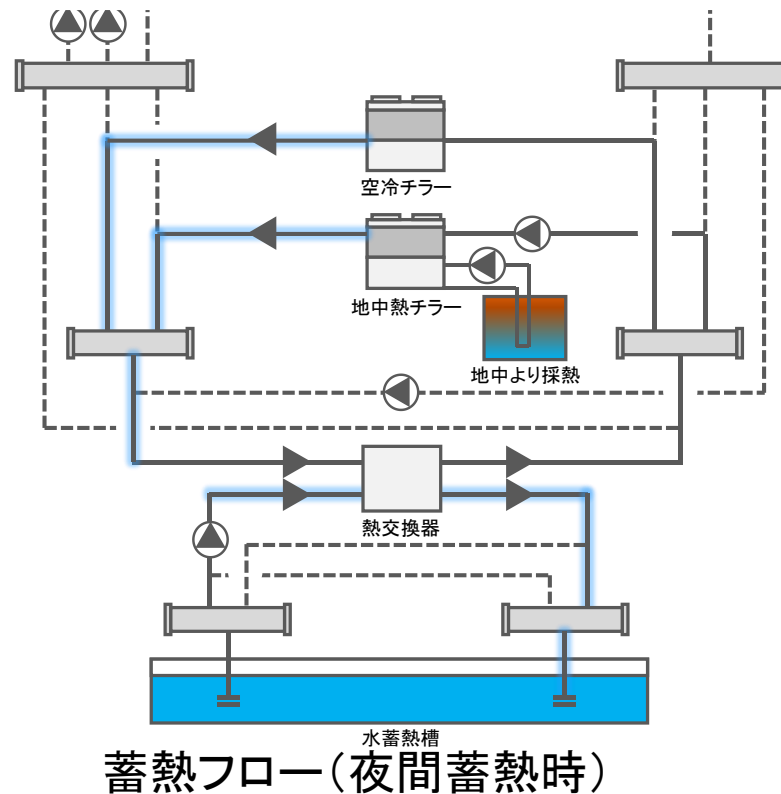 空冷チラー
地中熱チラー
地中より採熱
熱交換器
水蓄熱槽
蓄熱フロー(夜間蓄熱時)